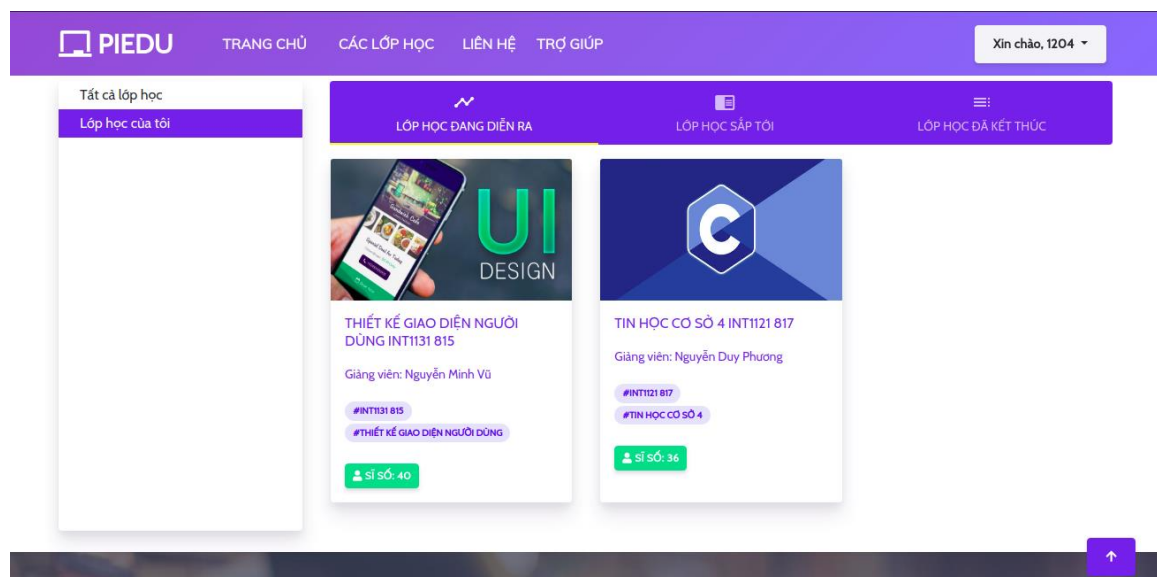 PIEDU
TRANG CHỦ
CÁC LỚP HỌC
LIÊN HỆ
TRỢ GIÚP
Xin chào, 1204
Tất cả lớp học
Lớp học của tôi
LỚP HỌC ĐANG DIỄN RA
LỚP HỌC SẮP TỚI
LỚP HỌC ĐÃ KẾT THÚC
UI
DESIGN
THIẾT KẾ GIAO DIỆN NGƯỜI
DÙNG INT1131 815
Giảng viên: Nguyễn Minh Vũ
#INT1131 815
#THIẾT KẾ GIAO DIỆN NGƯỜI DÙNG
SĨ SỐ: 40
C
TIN HỌC CƠ SỞ 4 INT1121 817
Giảng viên: Nguyễn Duy Phương
#INT1121 817
#TIN HỌC CƠ SỞ 4
SĨ SỐ: 36